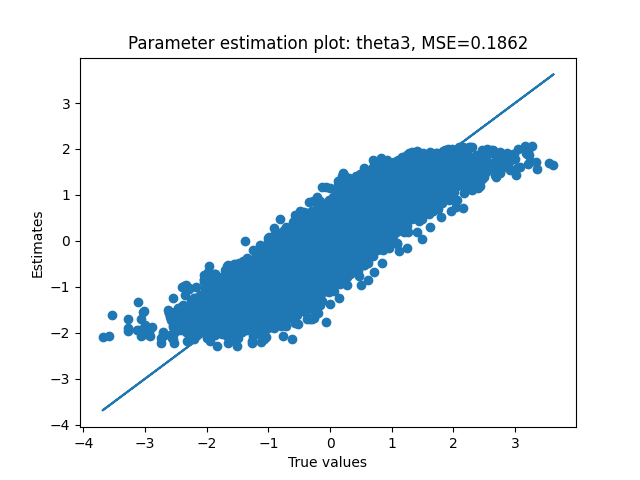 Parameter estimation plot: theta3, MSE=0.1862
3
2
1
0
−1
−2
−3
−4
Estimates
−4 −3 −2 −1 0 1 2 3
True values